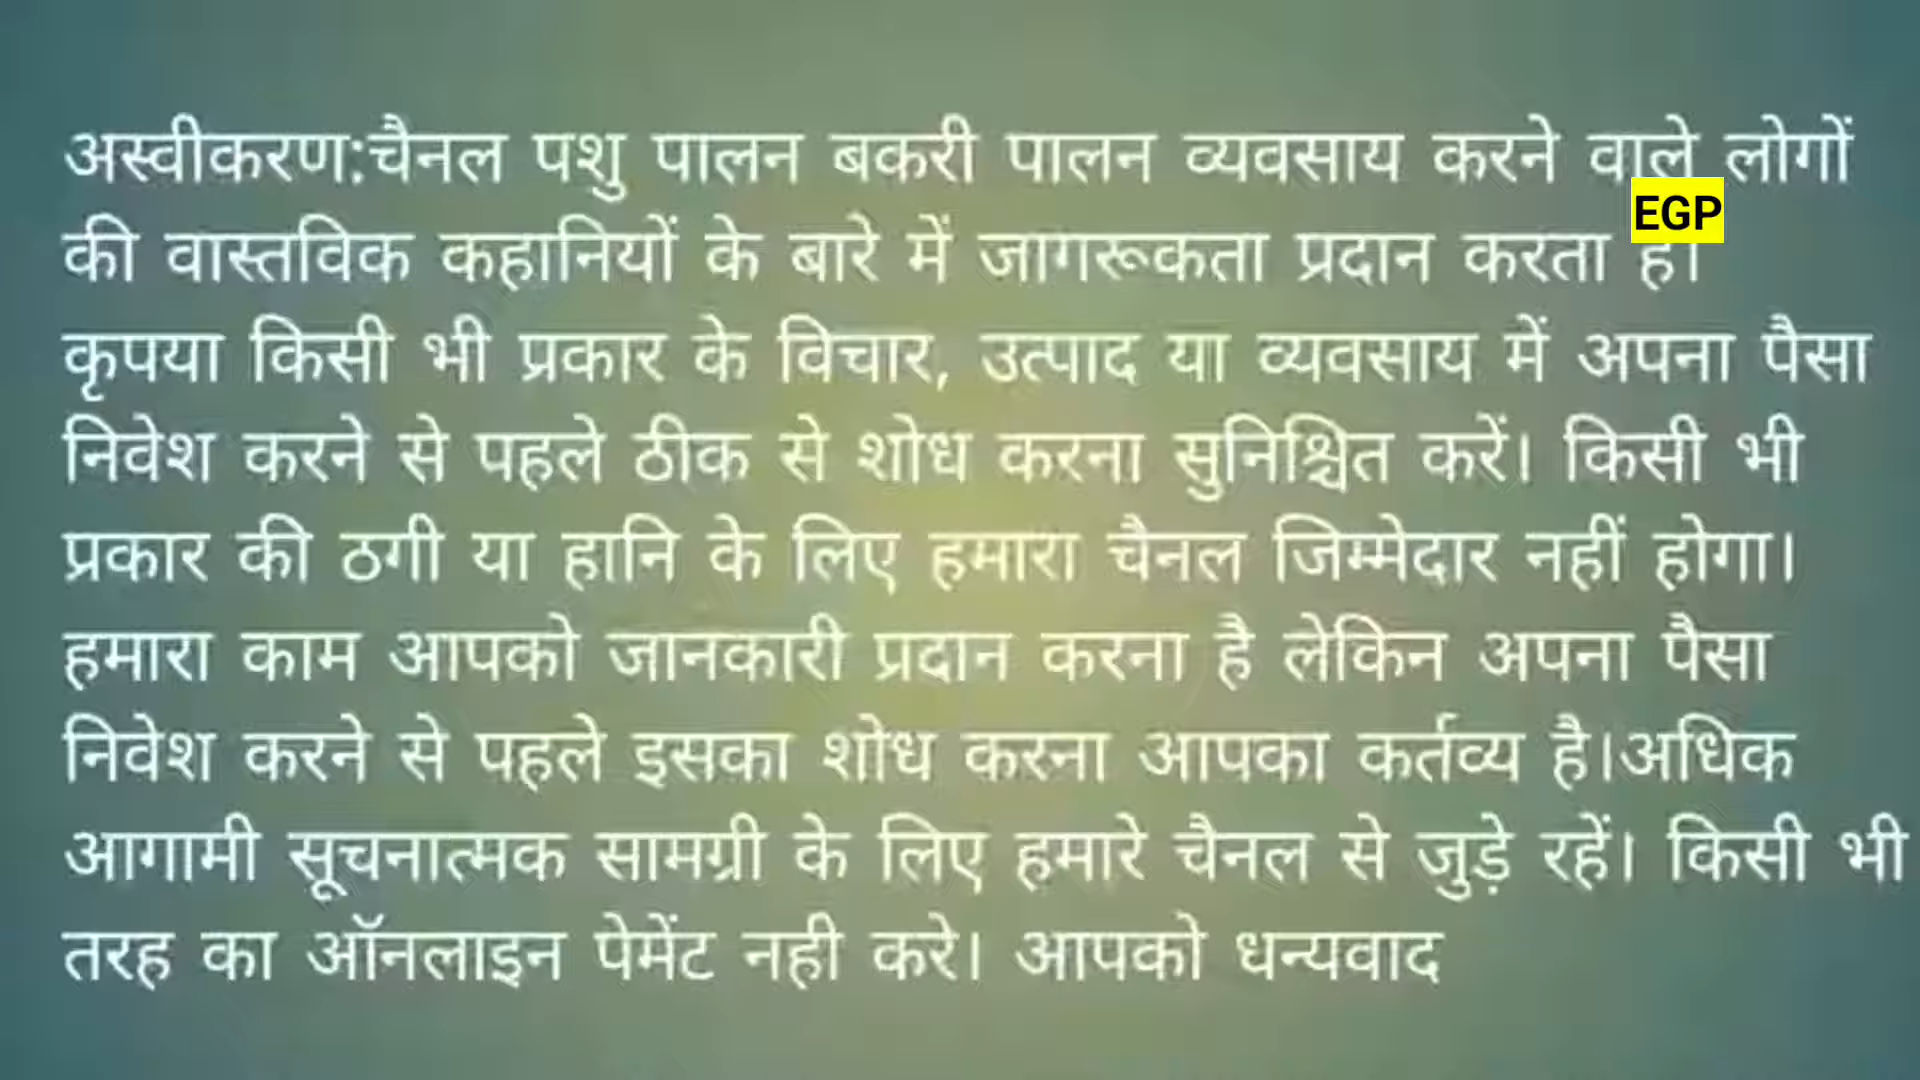 अस्वीकरण:चैनल पशु पालन बकरी पालन व्यवसाय करने वाले लोगों
EGP
की वास्तविक कहानियों के बारे में जागरूकता प्रदान करता है।
कृपया किसी भी प्रकार के विचार, उत्पाद या व्यवसाय में अपना पैसा
निवेश करने से पहले ठीक से शोध करना सुनिश्चित करें। किसी भी
प्रकार की ठगी या हानि के लिए हमारा चैनल जिम्मेदार नहीं होगा।
हमारा काम आपको जानकारी प्रदान करना है लेकिन अपना पैसा
निवेश करने से पहले इसका शोध करना आपका कर्तव्य है।अधिक
आगामी सूचनात्मक सामग्री के लिए हमारे चैनल से जुड़े रहें। किसी भी
तरह का ऑनलाइन पेमेंट नही करे। आपको धन्यवाद